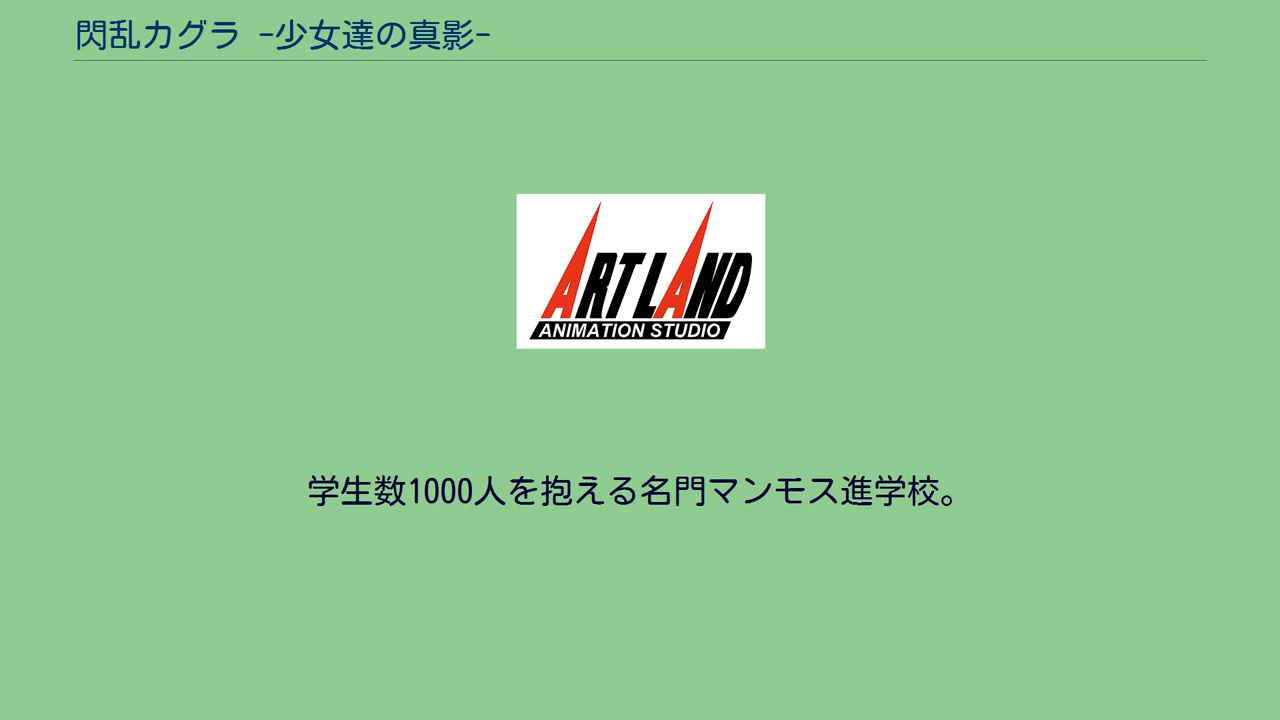 閃乱カグラ -少女達の真影-
ARTLAND
ANIMATION STUDIO
学生数1000人を抱える名門マンモス進学校。